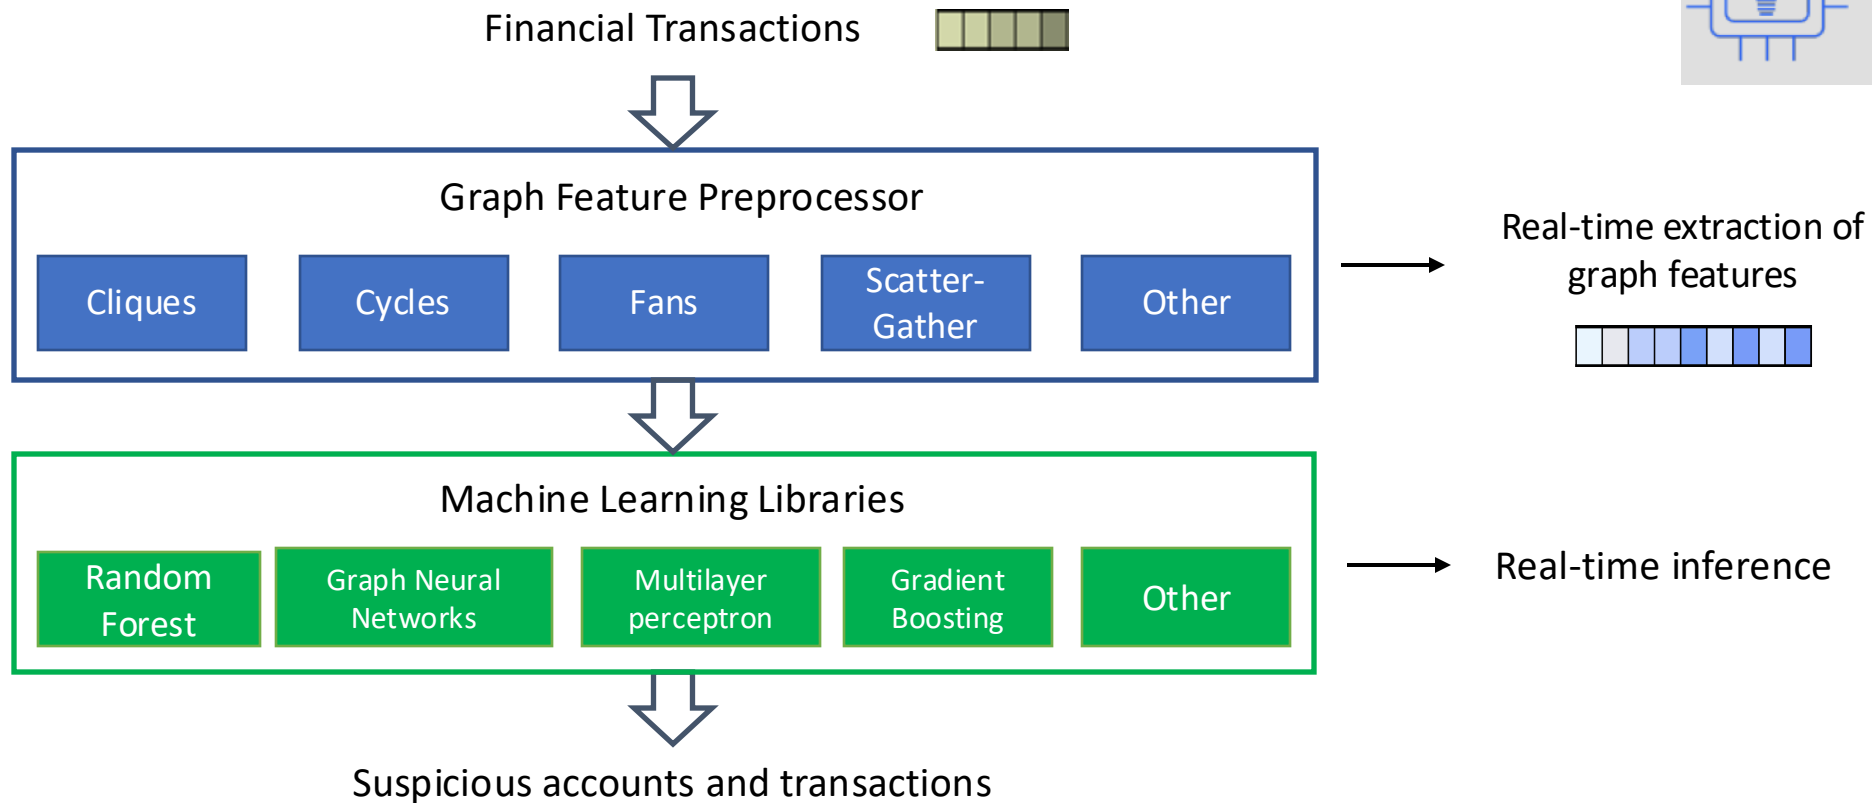 Financial Transactions
Graph Feature Preprocessor
Cliques
Cycles
Fans
Scatter-
Gather
Other
Real-time extraction of
graph features
Machine Learning Libraries
Random
Forest
Graph Neural
Networks
Multilayer
perceptron
Gradient
Boosting
Other
Real-time inference
Suspicious accounts and transactions